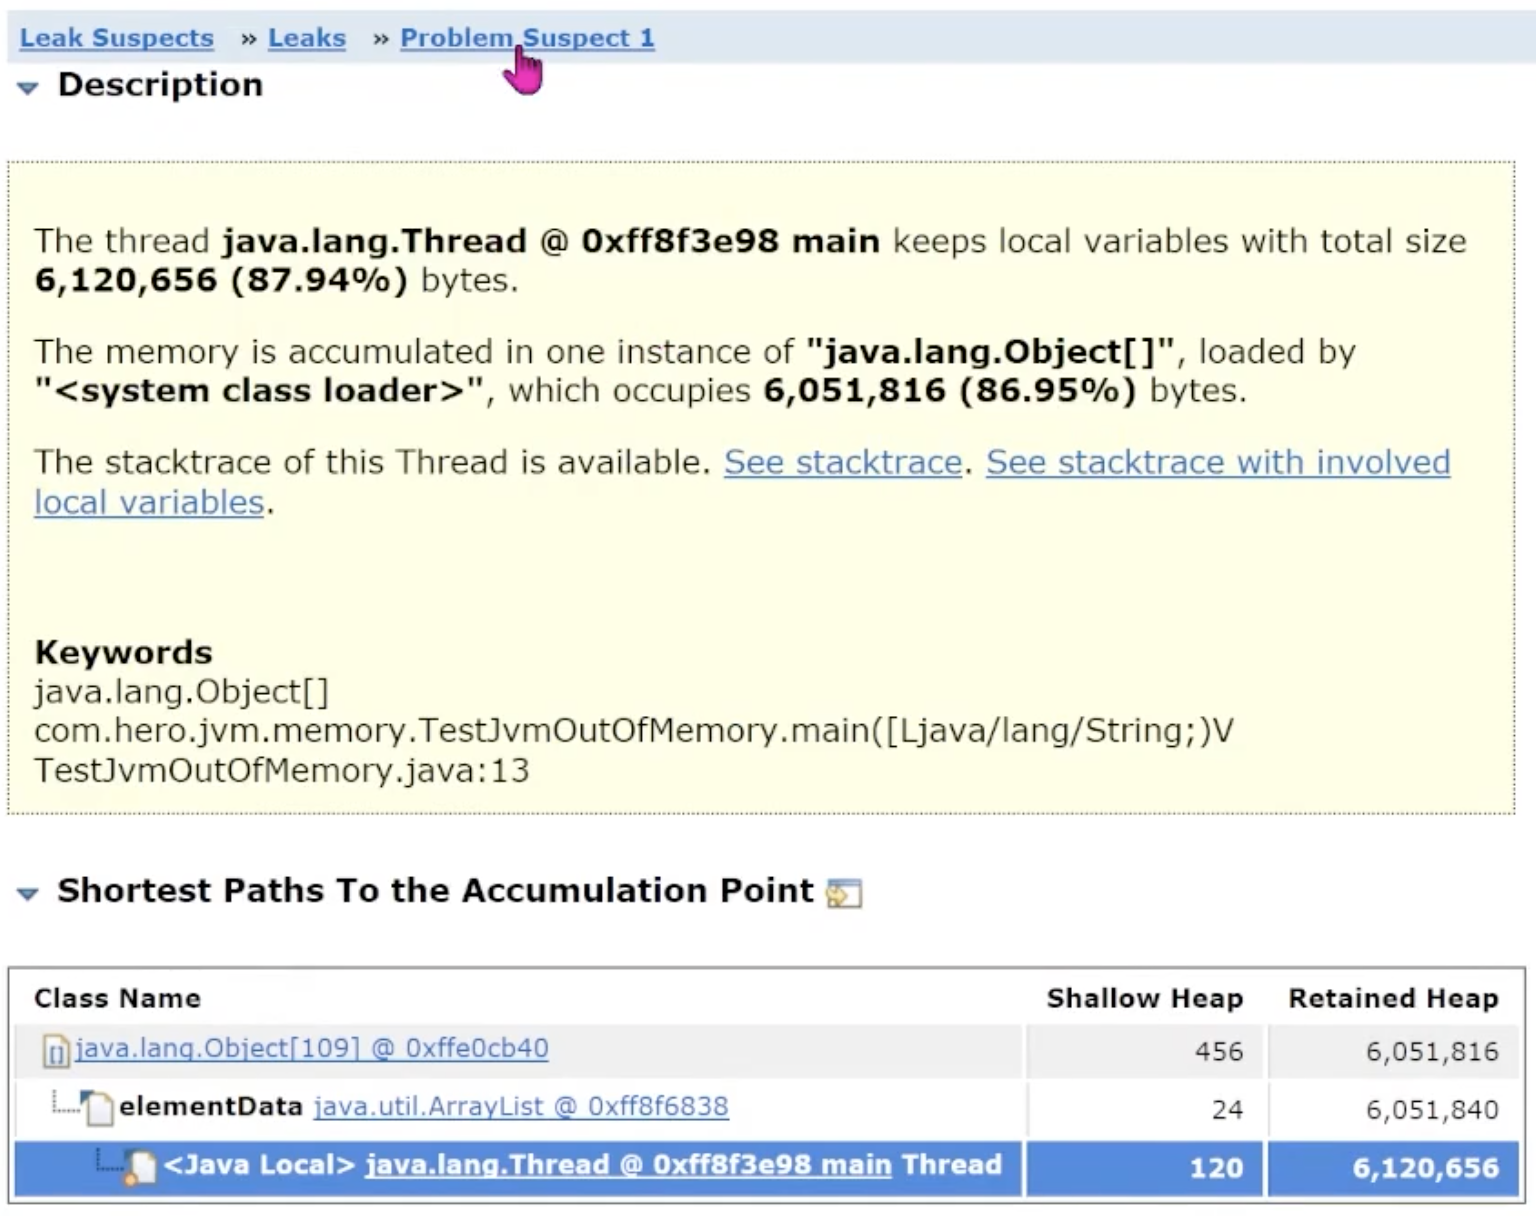 Leak Suspects » Leaks » Problem Suspect 1
Description
The thread java.lang.Thread @ 0xff8f3e98 main keeps local variables with total size
6,120,656 (87.94%) bytes.
The memory is accumulated in one instance of "java.lang.Object[]", loaded by
"<system class loader>", which occupies 6,051,816 (86.95%) bytes.
The stacktrace of this Thread is available. See stacktrace. See stacktrace with involved
local variables.
Keywords
java.lang.Object[]
com.hero.jvm.memory.TestJvmOutOfMemory.main([Ljava/lang/String;)V
TestJvmOutOfMemory.java:13
Shortest Paths To the Accumulation Point
Class Name Shallow Heap Retained Heap
java.lang.Object[109] @ 0xffe0cb40 456 6,051,816
elementData java.util.ArrayList @ 0xff8f6838 24 6,051,840
<Java Local> java.lang.Thread @ 0xff8f3e98 main Thread 120 6,120,656